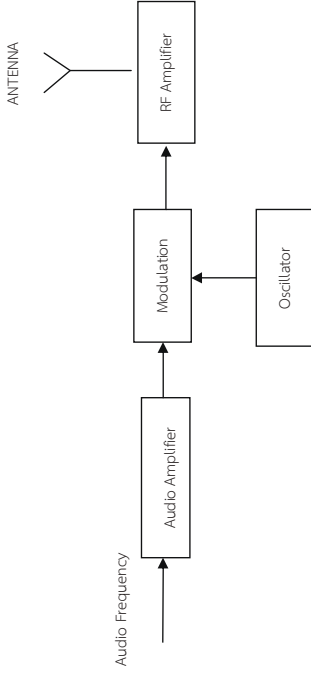 ANTENNA
Audio Frequency
Audio Amplifier
Modulation
RF Amplifier
Oscillator